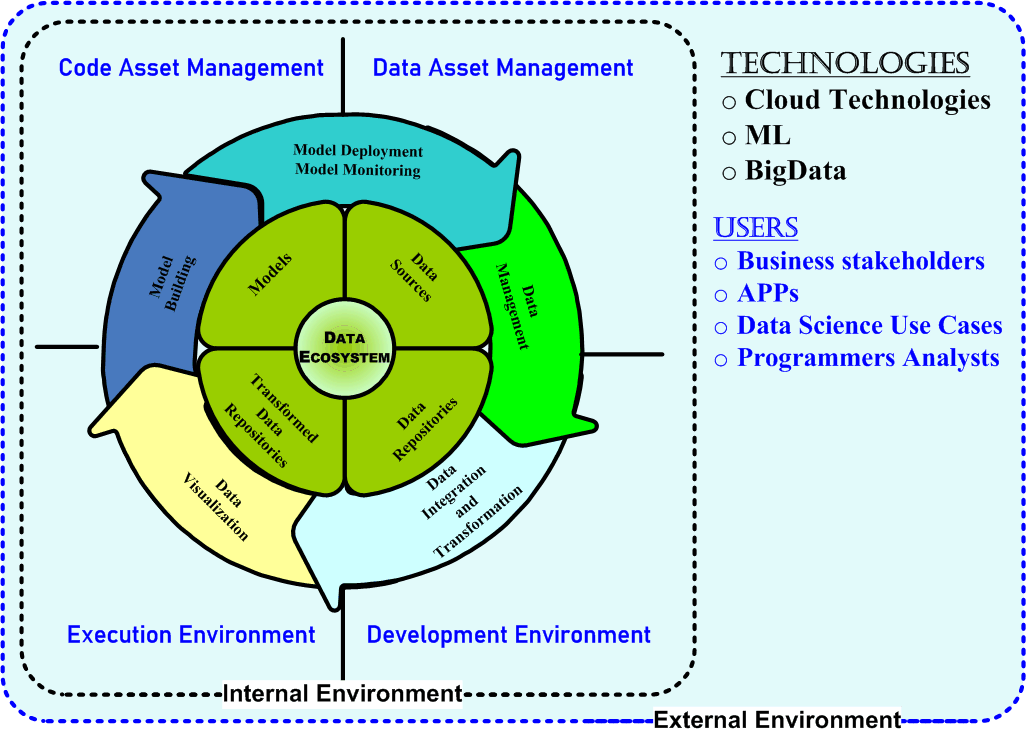 Code Asset Management
Data Asset Management
Model Deployment
Model Monitoring
Data
Management
Data
Integration
and
Transformation
Data
Visualization
Model
Building
Models
Data
Sources
Data
Repositories
Transformed
Data
Repositories
DATA
ECOSYSTEM
Execution Environment
Development Environment
Internal Environment
TECHNOLOGIES
Cloud Technologies
ML
BigData
USERS
Business stakeholders
APPs
Data Science Use Cases
Programmers Analysts
External Environment